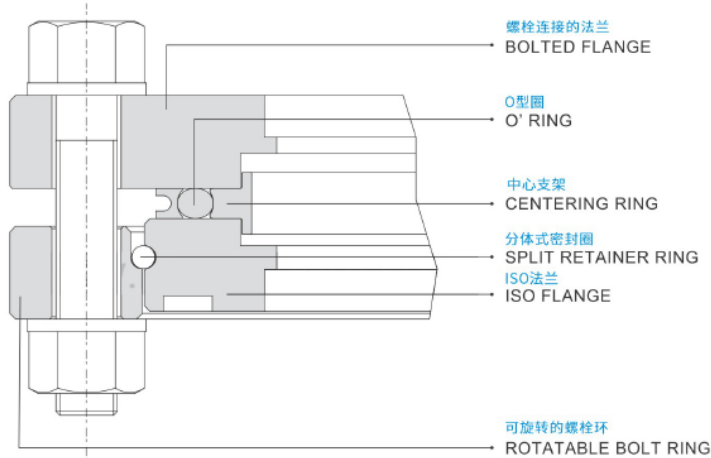 螺栓连接的法兰
BOLTED FLANGE
O型圈
O' RING
中心支架
CENTERING RING
分体式密封圈
SPLIT RETAINER RING
ISO法兰
ISO FLANGE
可旋转的螺栓环
ROTATABLE BOLT RING